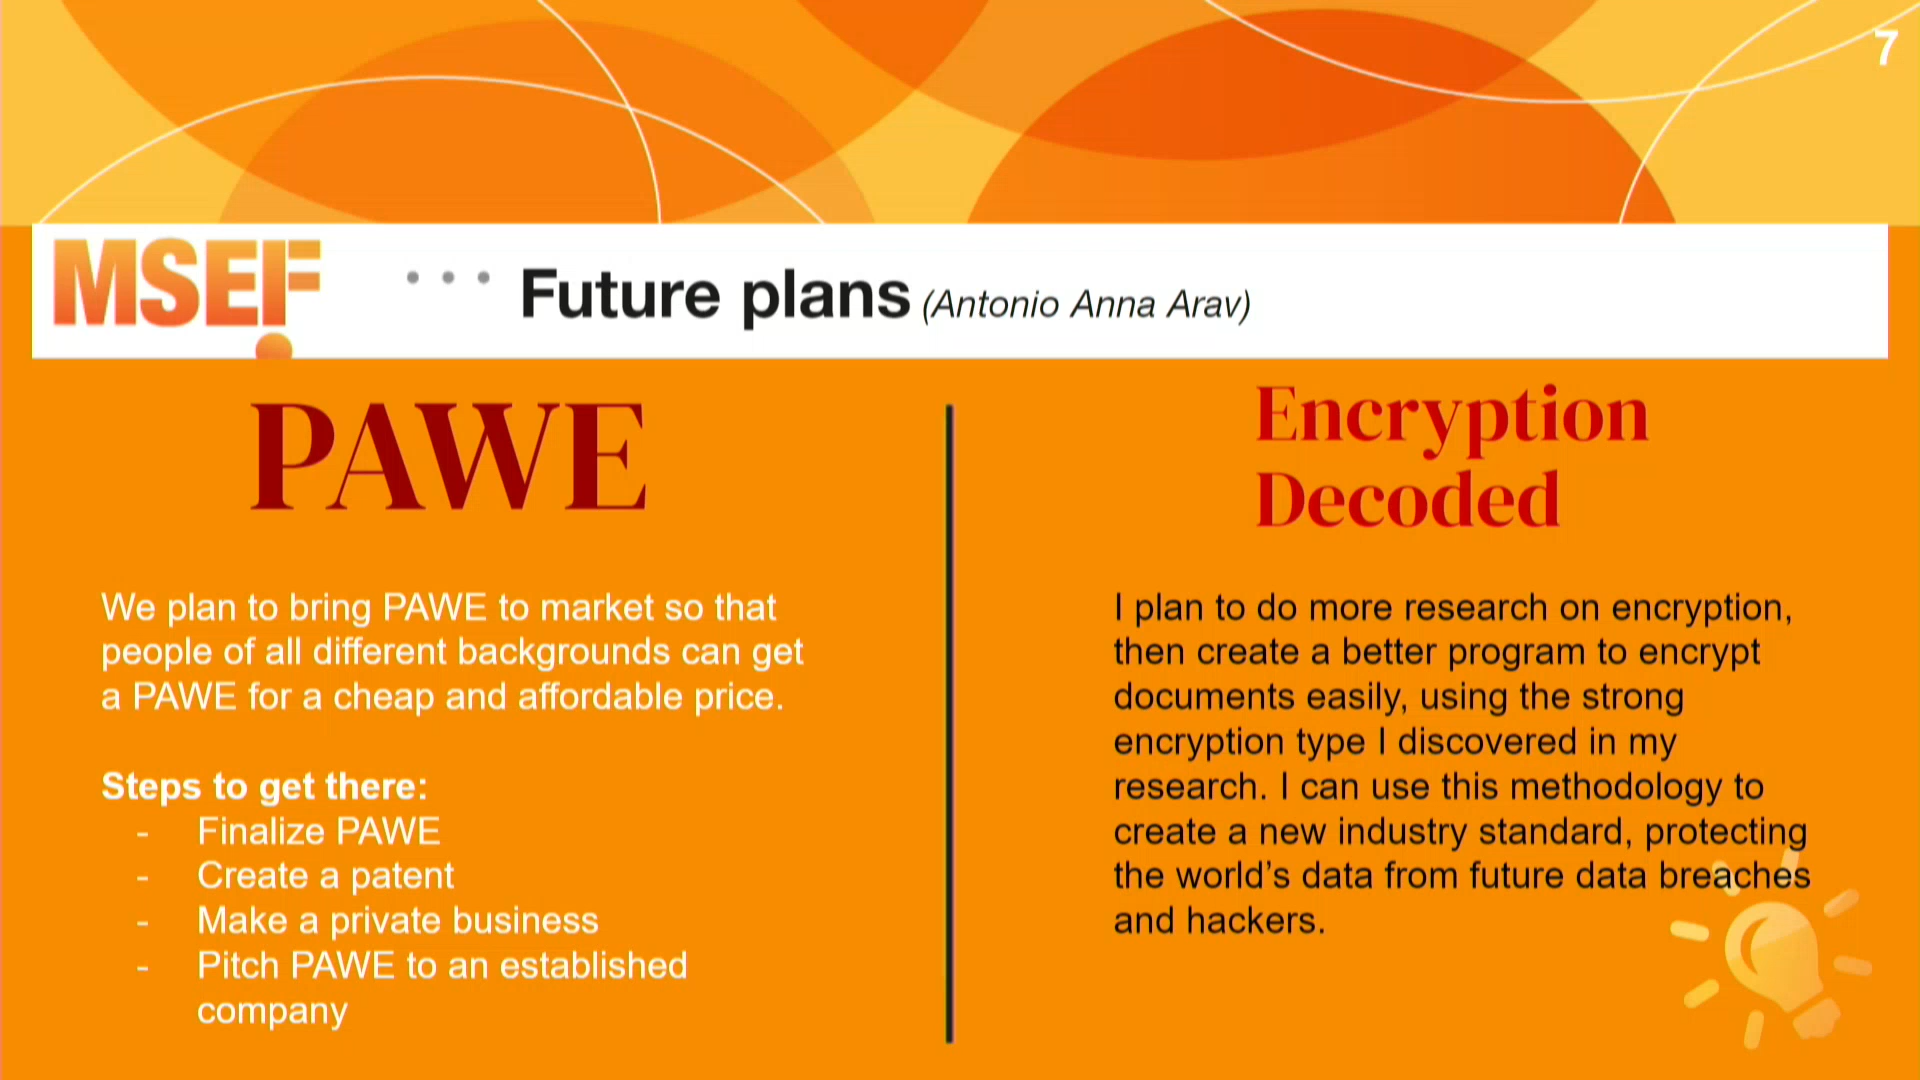 7
MSEF
Future plans (Antonio Anna Arav)
PAWE
We plan to bring PAWE to market so that
people of all different backgrounds can get
a PAWE for a cheap and affordable price.
Steps to get there:
- Finalize PAWE
- Create a patent
- Make a private business
- Pitch PAWE to an established
company
Encryption
Decoded
I plan to do more research on encryption,
then create a better program to encrypt
documents easily, using the strong
encryption type I discovered in my
research. I can use this methodology to
create a new industry standard, protecting
the world’s data from future data breaches
and hackers.